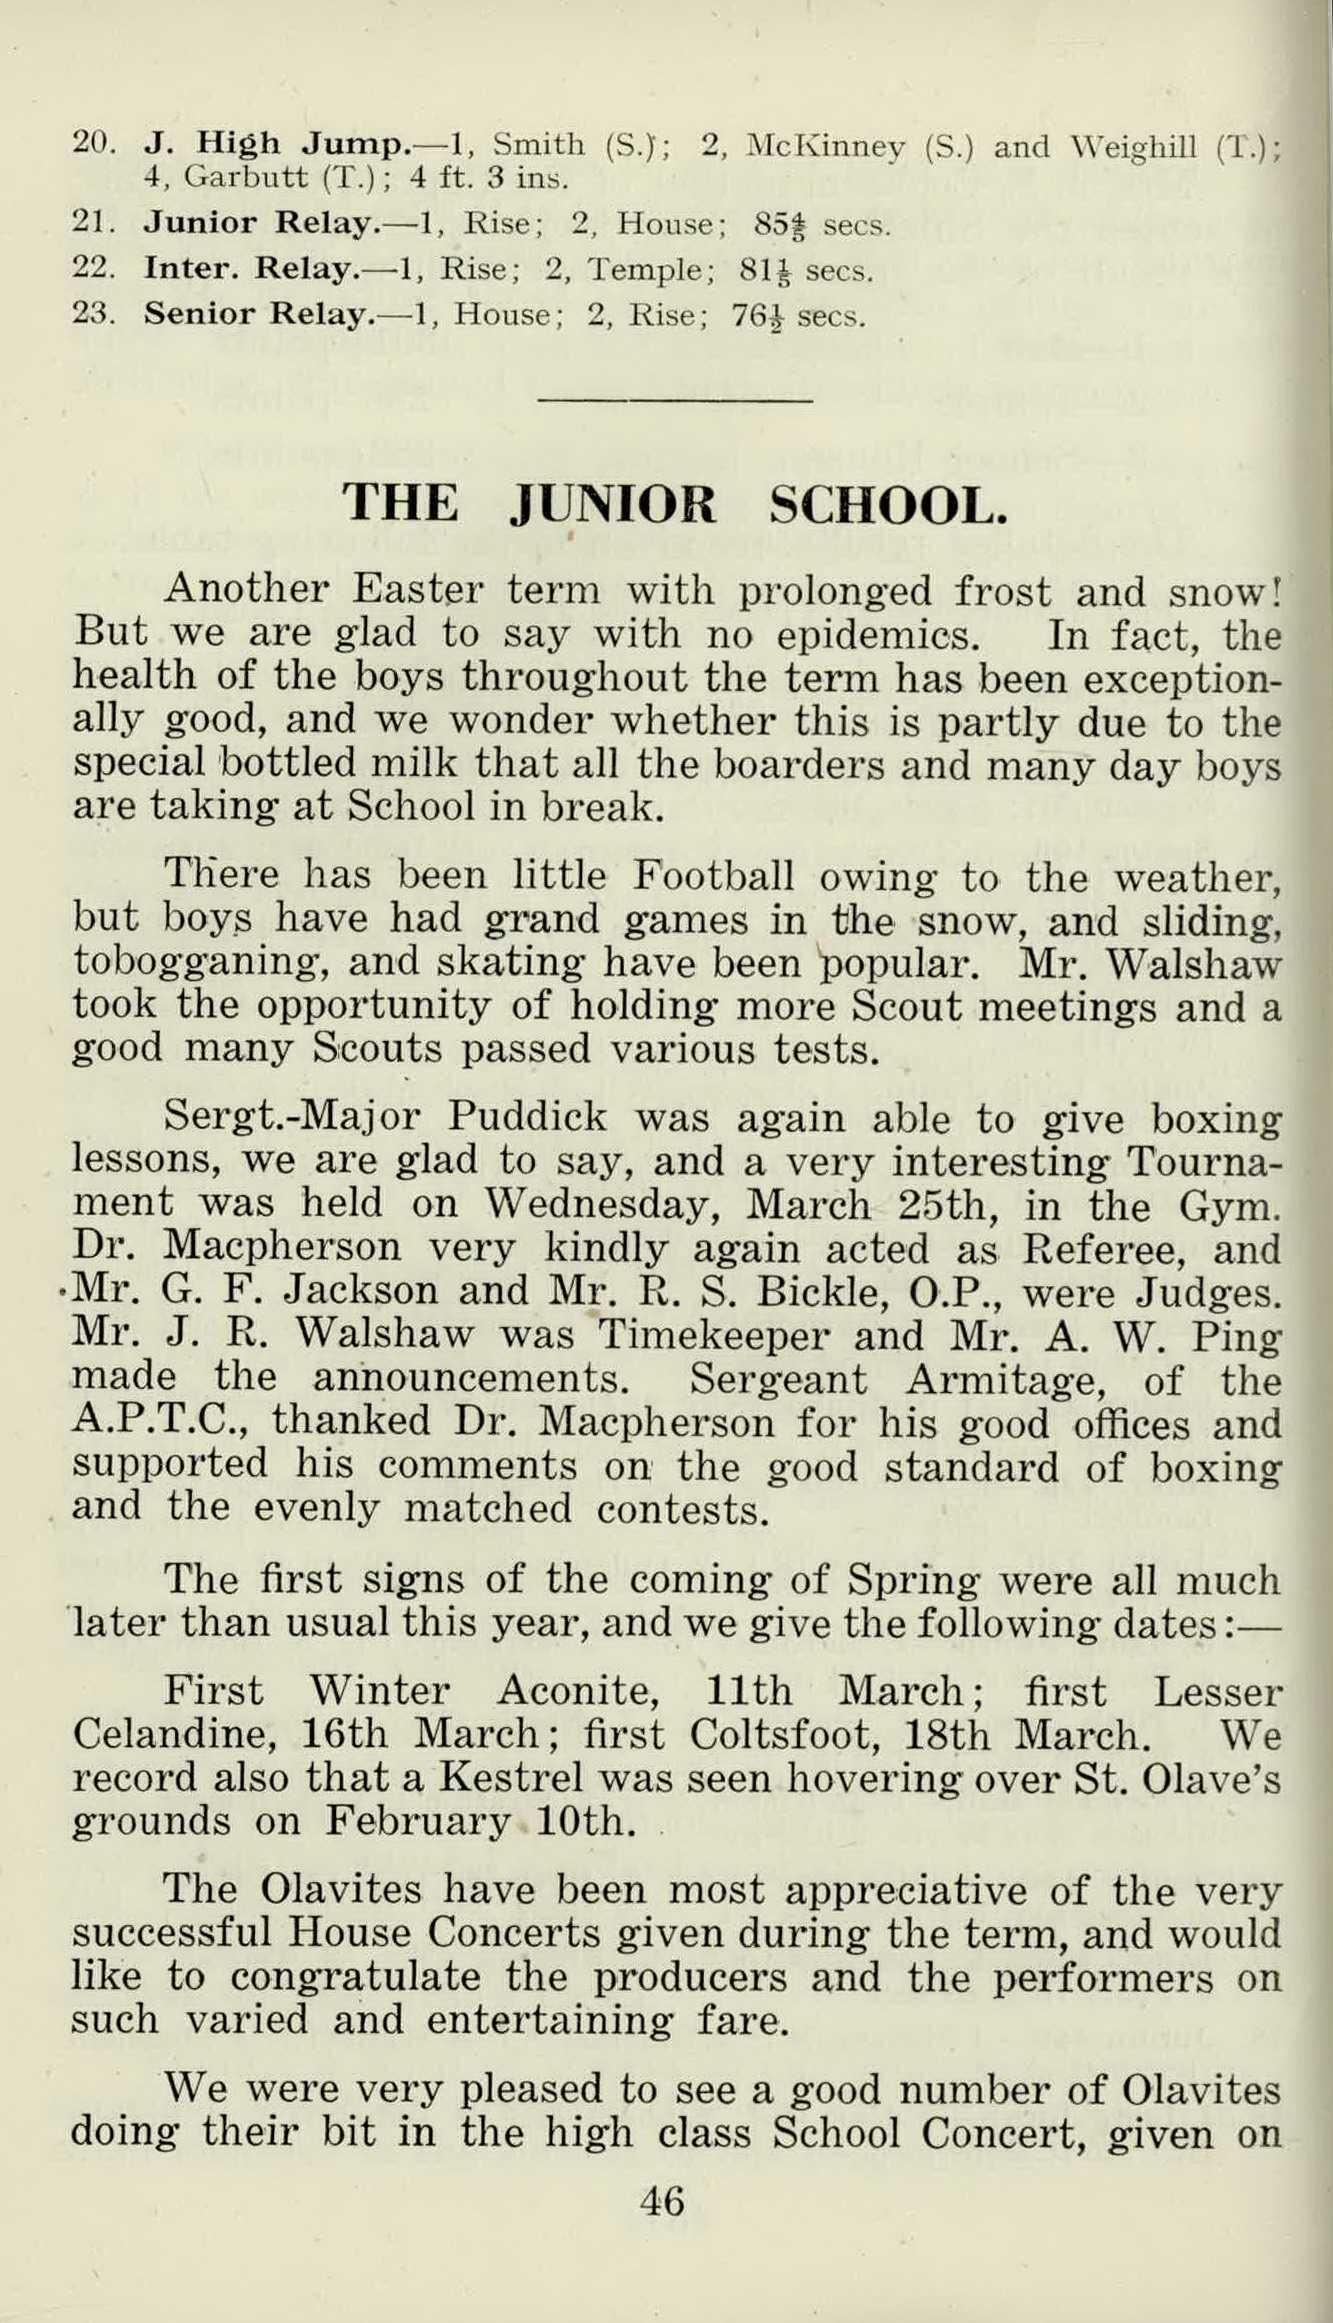 20. J. High Jump.—1, Smith (S.); 2, McKinney (S.) and Weighill (T.);
4, Garbutt (T.); 4 ft. 3 ins.
21. Junior Relay.—1, Rise; 2, House; 85⅘ secs.
22. Inter. Relay.—1, Rise; 2, Temple; 81⅕ secs.
23. Senior Relay.—1, House; 2, Rise; 76½ secs.
THE JUNIOR SCHOOL.
Another Easter term with prolonged frost and snow!
But we are glad to say with no epidemics. In fact, the
health of the boys throughout the term has been exception-
ally good, and we wonder whether this is partly due to the
special bottled milk that all the boarders and many day boys
are taking at School in break.
There has been little Football owing to the weather,
but boys have had grand games in the snow, and sliding,
tobogganing, and skating have been popular. Mr. Walshaw
took the opportunity of holding more Scout meetings and a
good many Scouts passed various tests.
Sergt.-Major Puddick was again able to give boxing
lessons, we are glad to say, and a very interesting Tourna-
ment was held on Wednesday, March 25th, in the Gym.
Dr. Macpherson very kindly again acted as Referee, and
Mr. G. F. Jackson and Mr. R. S. Bickle, O.P., were Judges.
Mr. J. R. Walshaw was Timekeeper and Mr. A. W. Ping
made the announcements. Sergeant Armitage, of the
A.P.T.C., thanked Dr. Macpherson for his good offices and
supported his comments on the good standard of boxing
and the evenly matched contests.
The first signs of the coming of Spring were all much
later than usual this year, and we give the following dates:—
First Winter Aconite, 11th March; first Lesser
Celandine, 16th March; first Coltsfoot, 18th March. We
record also that a Kestrel was seen hovering over St. Olave's
grounds on February 10th.
The Olavites have been most appreciative of the very
successful House Concerts given during the term, and would
like to congratulate the producers and the performers on
such varied and entertaining fare.
We were very pleased to see a good number of Olavites
doing their bit in the high class School Concert, given on
46